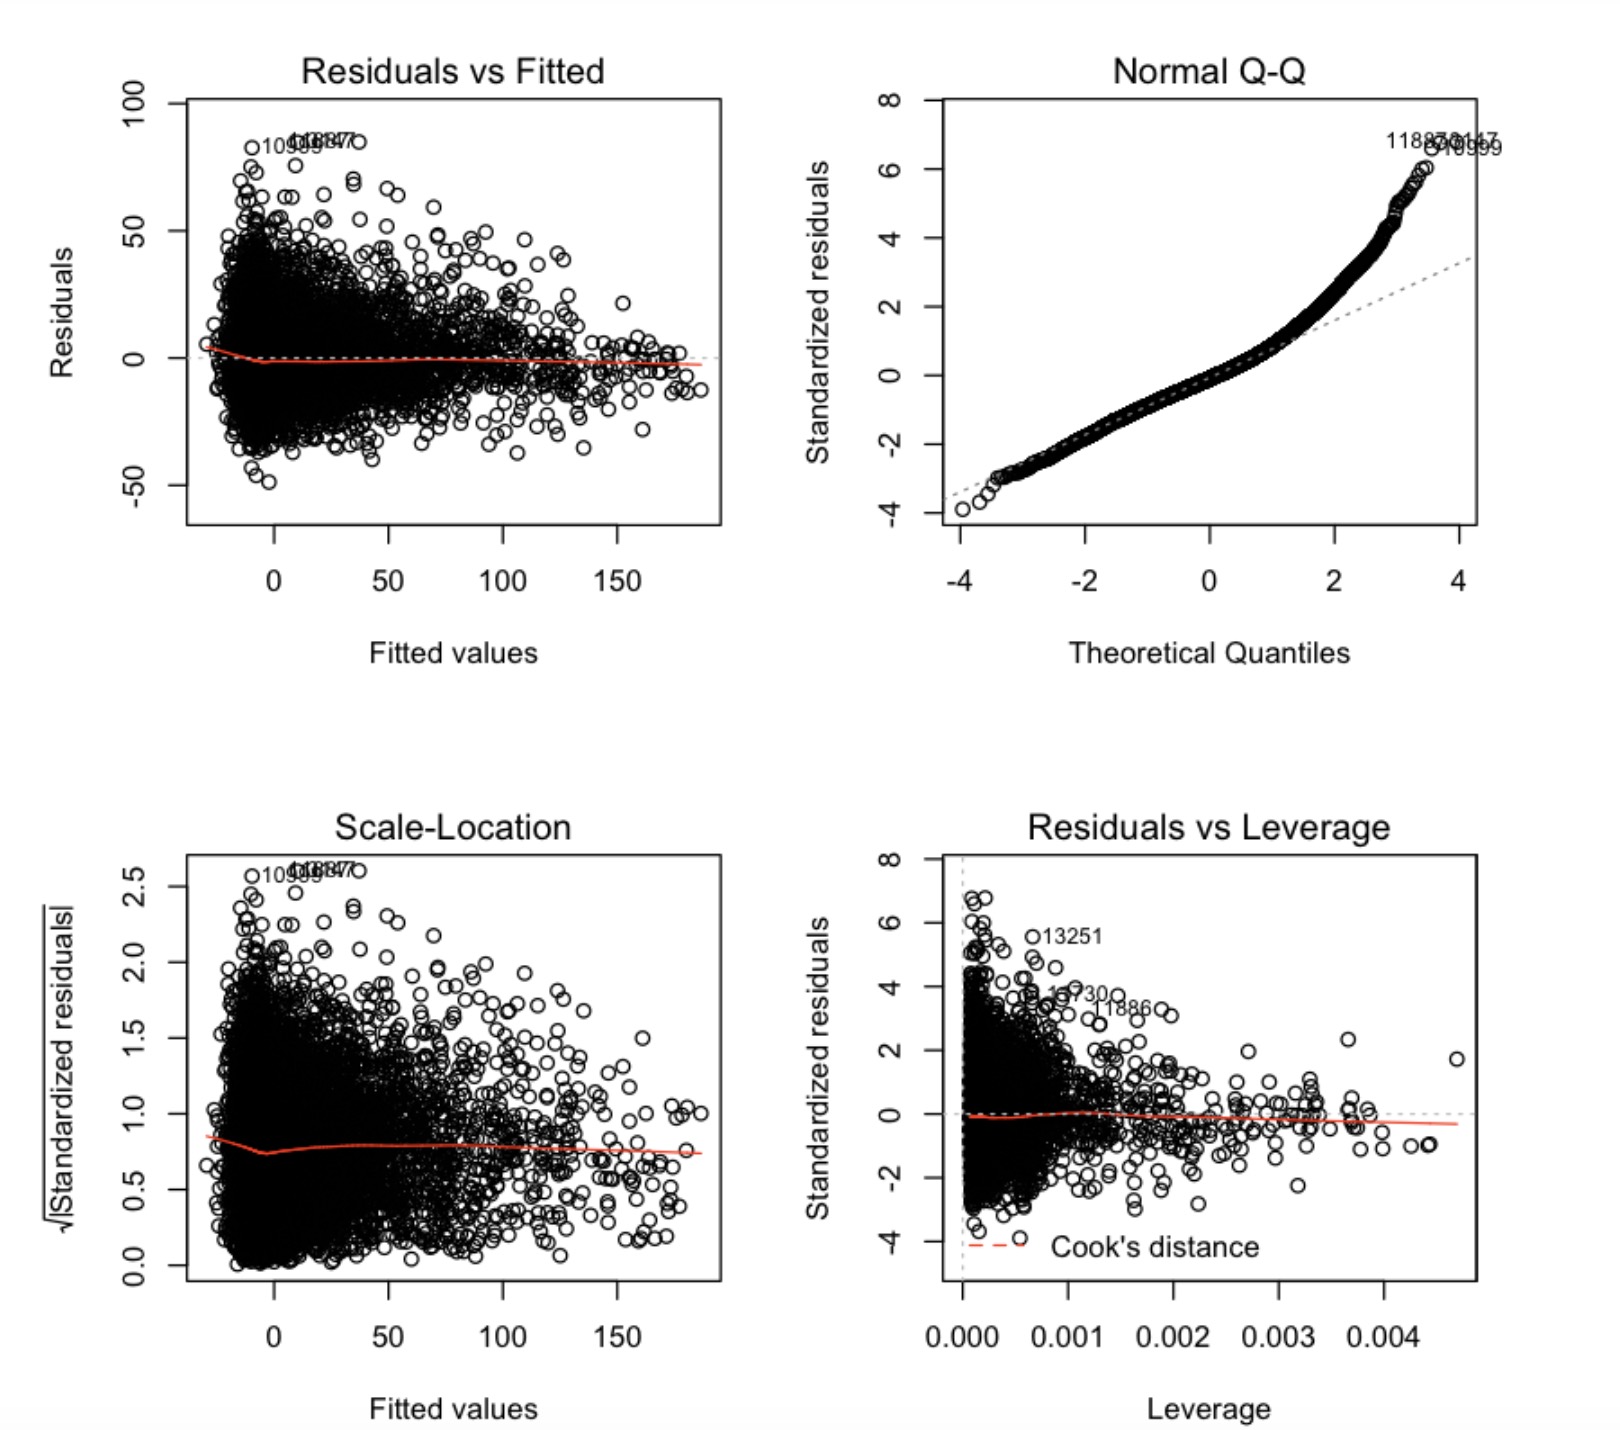 Residuals vs Fitted
100
50
0
-50
Residuals
0 50 100 150
Fitted values
Normal Q-Q
8
6
4
2
0
-2
-4
Standardized residuals
-4 -2 0 2 4
Theoretical Quantiles
Scale-Location
2.5
2.0
1.5
1.0
0.5
0.0
√|Standardized residuals|
0 50 100 150
Fitted values
Residuals vs Leverage
8
6
4
2
0
-2
-4
Standardized residuals
13251
11886
Cook's distance
0.000 0.001 0.002 0.003 0.004
Leverage